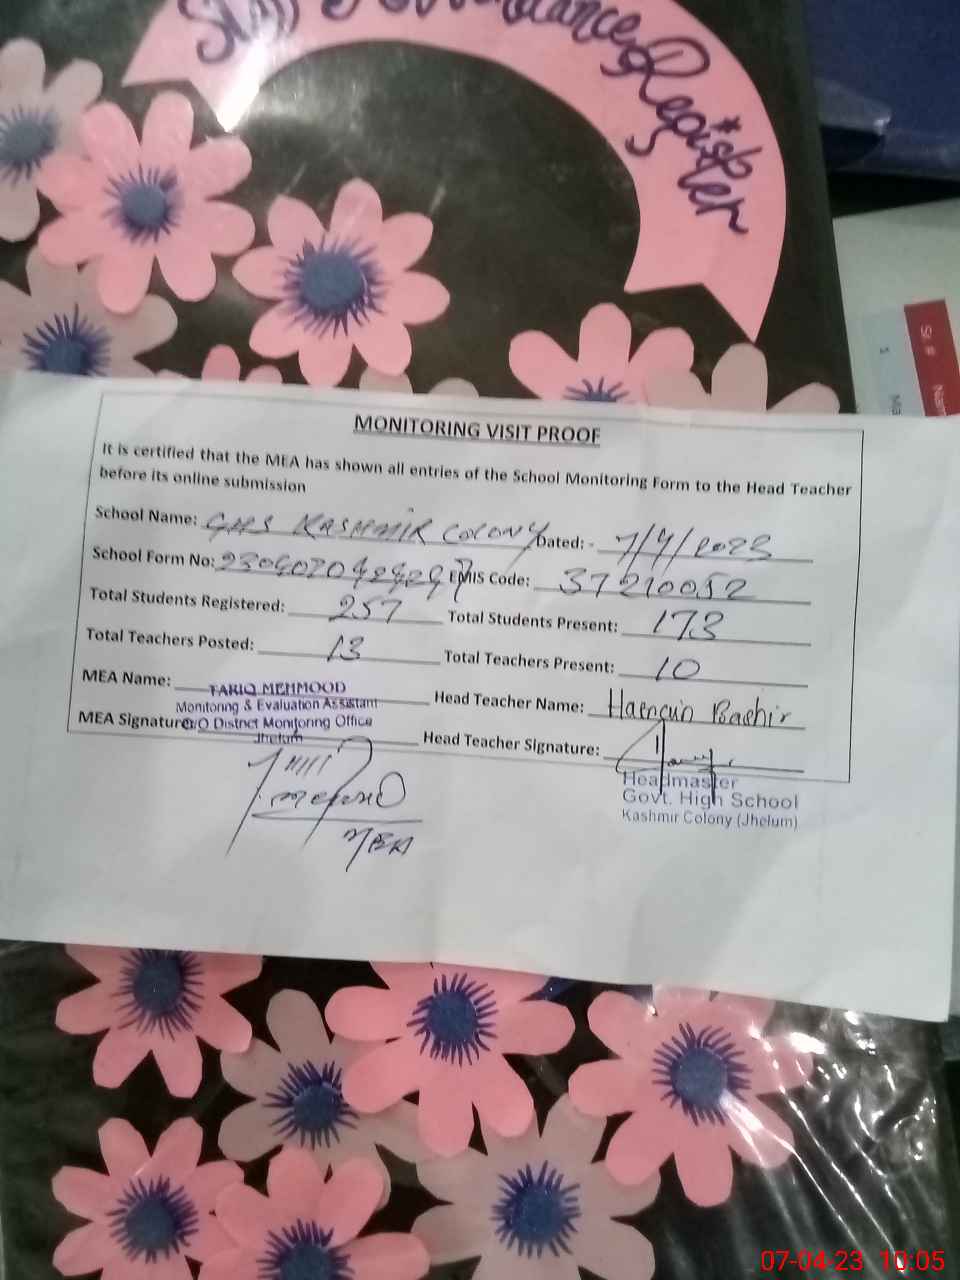 Staff Attendance Register
Sr #
MONITORING VISIT PROOF
It is certified that the MEA has shown all entries of the School Monitoring Form to the Head Teacher
before its online submission
School Name: GHS KASHMIR COLONY Dated: - 7/4/2023
School Form No: EMIS Code: 37210052
Total Students Registered: 257 Total Students Present: 173
Total Teachers Posted: 13 Total Teachers Present: 10
MEA Name: TARIQ MEHMOOD Head Teacher Name: Bashir
Monitoring & Evaluation Assistant
MEA Signature: O/O District Monitoring Office Head Teacher Signature:
Jhelum
MEA
Headmaster
Govt. High School
Kashmir Colony (Jhelum)
07-04-23 10:05